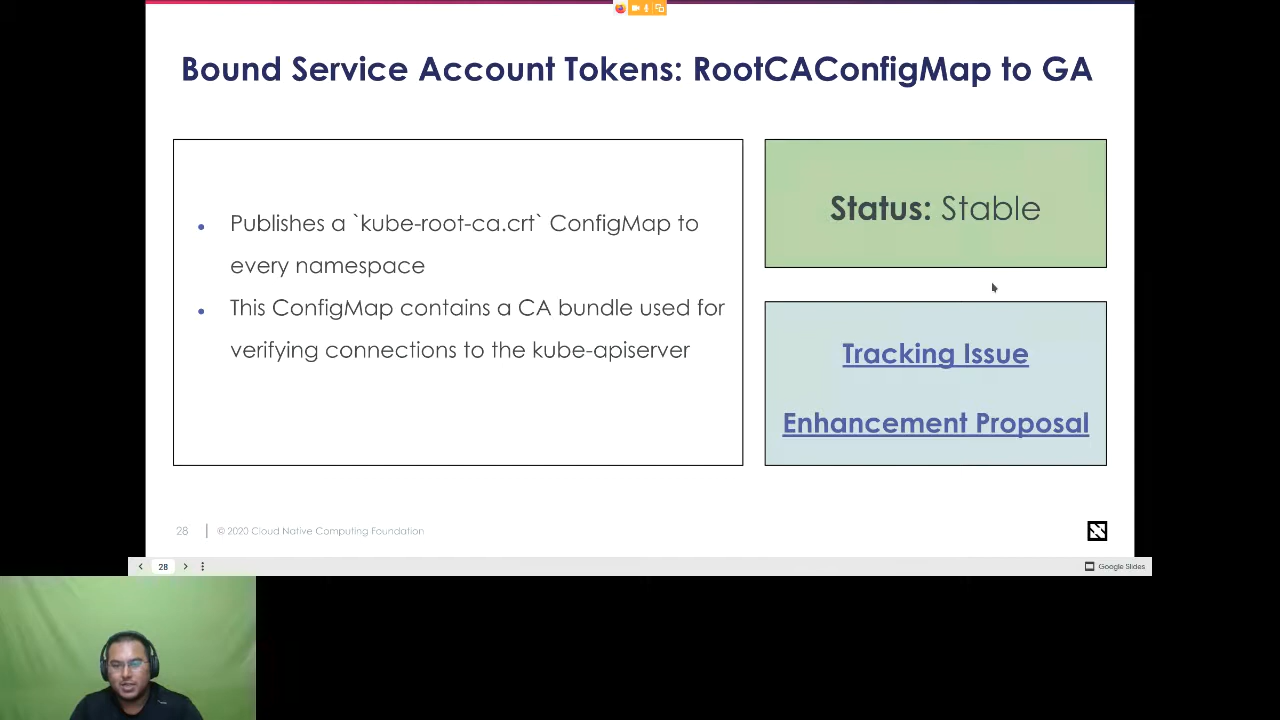 Bound Service Account Tokens: RootCAConfigMap to GA
• Publishes a `kube-root-ca.crt` ConfigMap to
every namespace
• This ConfigMap contains a CA bundle used for
verifying connections to the kube-apiserver
Status: Stable
Tracking Issue
Enhancement Proposal
28 | © 2020 Cloud Native Computing Foundation
28
Google Slides